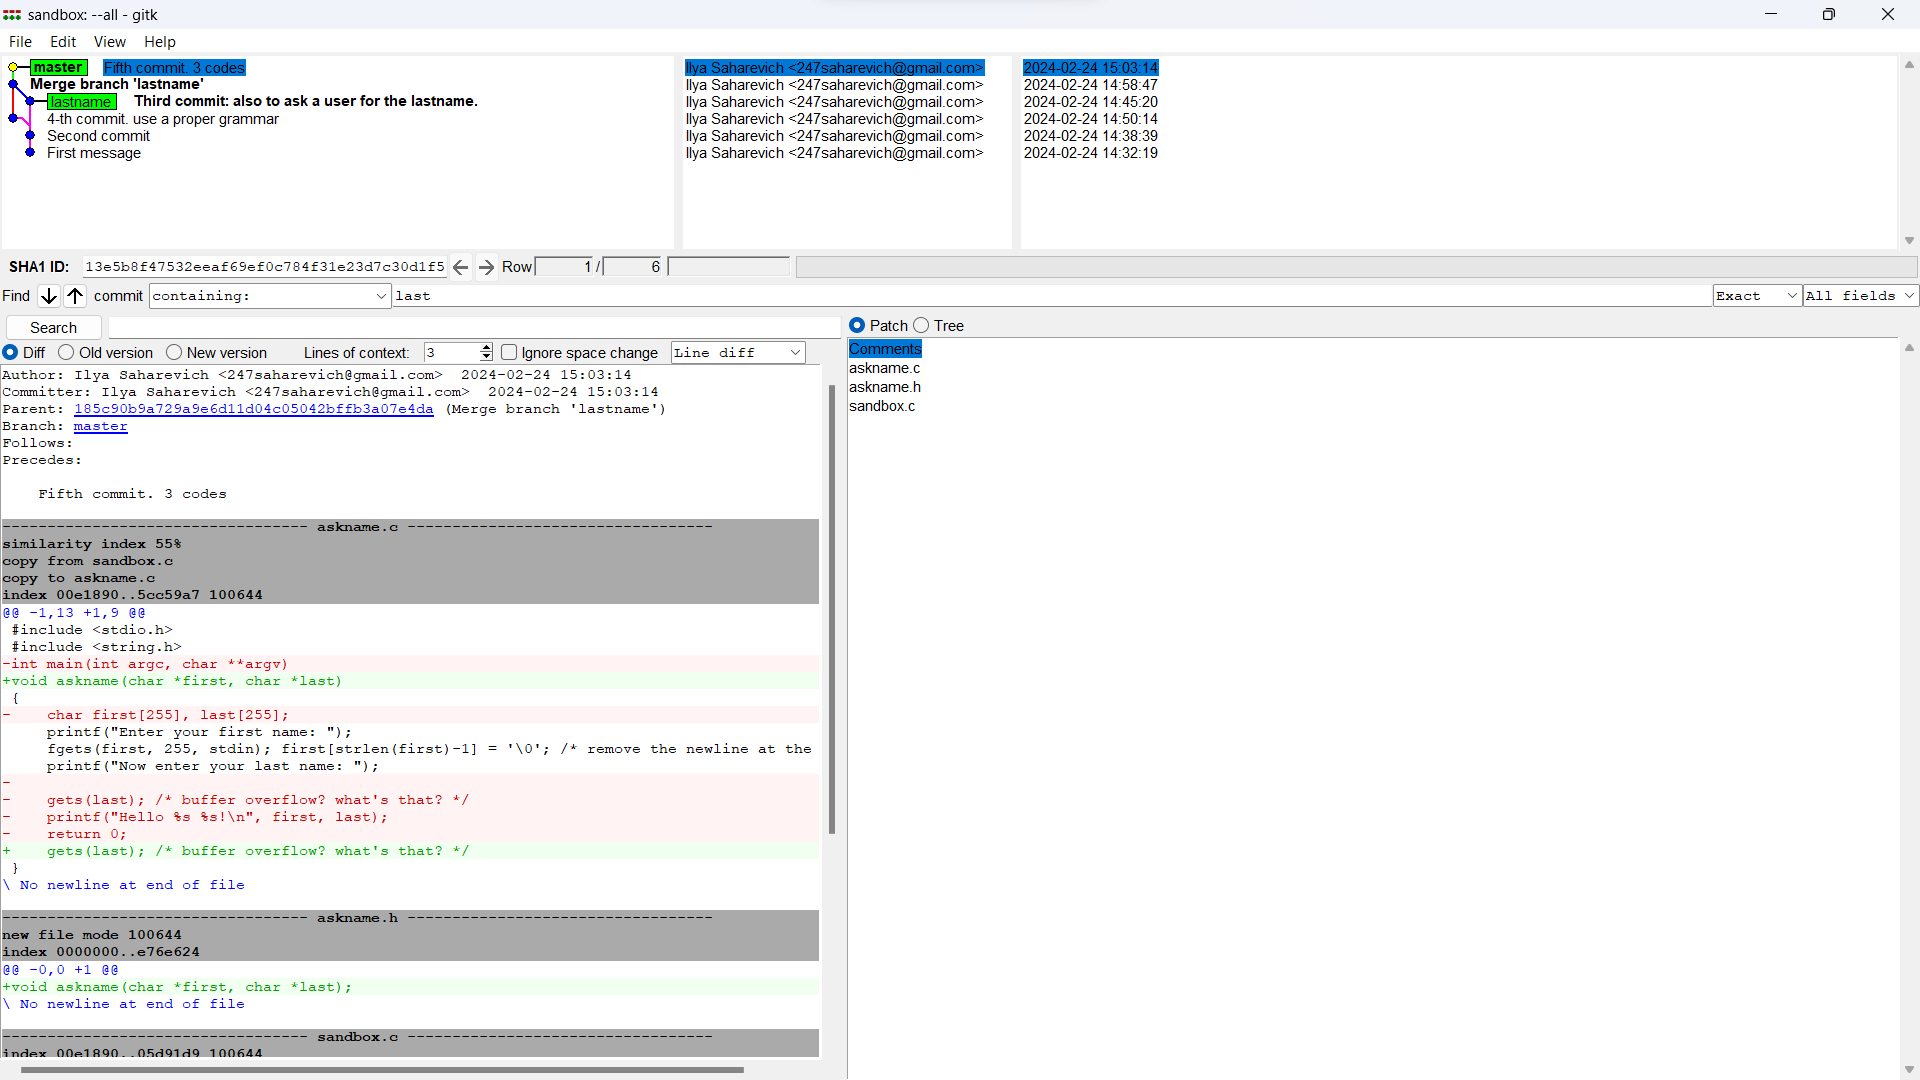 sandbox: --all - gitk
File Edit View Help
master Fifth commit. 3 codes Ilya Saharevich <247saharevich@gmail.com> 2024-02-24 15:03:14
Merge branch 'lastname' Ilya Saharevich <247saharevich@gmail.com> 2024-02-24 14:58:47
lastname Third commit: also to ask a user for the lastname. Ilya Saharevich <247saharevich@gmail.com> 2024-02-24 14:45:20
4-th commit. use a proper grammar Ilya Saharevich <247saharevich@gmail.com> 2024-02-24 14:50:14
Second commit Ilya Saharevich <247saharevich@gmail.com> 2024-02-24 14:38:39
First message Ilya Saharevich <247saharevich@gmail.com> 2024-02-24 14:32:19
SHA1 ID: 13e5b8f47532eeaf69ef0c784f31e23d7c30d1f5 Row 1 / 6
Find commit containing: last Exact All fields
Search
Patch Tree
Diff Old version New version Lines of context: 3 Ignore space change Line diff
Comments
askname.c
askname.h
sandbox.c
Author: Ilya Saharevich <247saharevich@gmail.com>  2024-02-24 15:03:14
Committer: Ilya Saharevich <247saharevich@gmail.com>  2024-02-24 15:03:14
Parent: 185c90b9a729a9e6d11d04c05042bffb3a07e4da (Merge branch 'lastname')
Branch: master
Follows:
Precedes:
    Fifth commit. 3 codes
---------------------------------- askname.c ----------------------------------
similarity index 55%
copy from sandbox.c
copy to askname.c
index 00e1890..5cc59a7 100644
@@ -1,13 +1,9 @@
 #include <stdio.h>
 #include <string.h>
-int main(int argc, char **argv)
+void askname(char *first, char *last)
 {
-    char first[255], last[255];
     printf("Enter your first name: ");
     fgets(first, 255, stdin); first[strlen(first)-1] = '\0'; /* remove the newline at the
     printf("Now enter your last name: ");
-
-    gets(last); /* buffer overflow? what's that? */
-    printf("Hello %s %s!\n", first, last);
-    return 0;
+    gets(last); /* buffer overflow? what's that? */
 }
\ No newline at end of file
---------------------------------- askname.h ----------------------------------
new file mode 100644
index 0000000..e76e624
@@ -0,0 +1 @@
+void askname(char *first, char *last);
\ No newline at end of file
---------------------------------- sandbox.c ----------------------------------
index 00e1890..05d91d9 100644